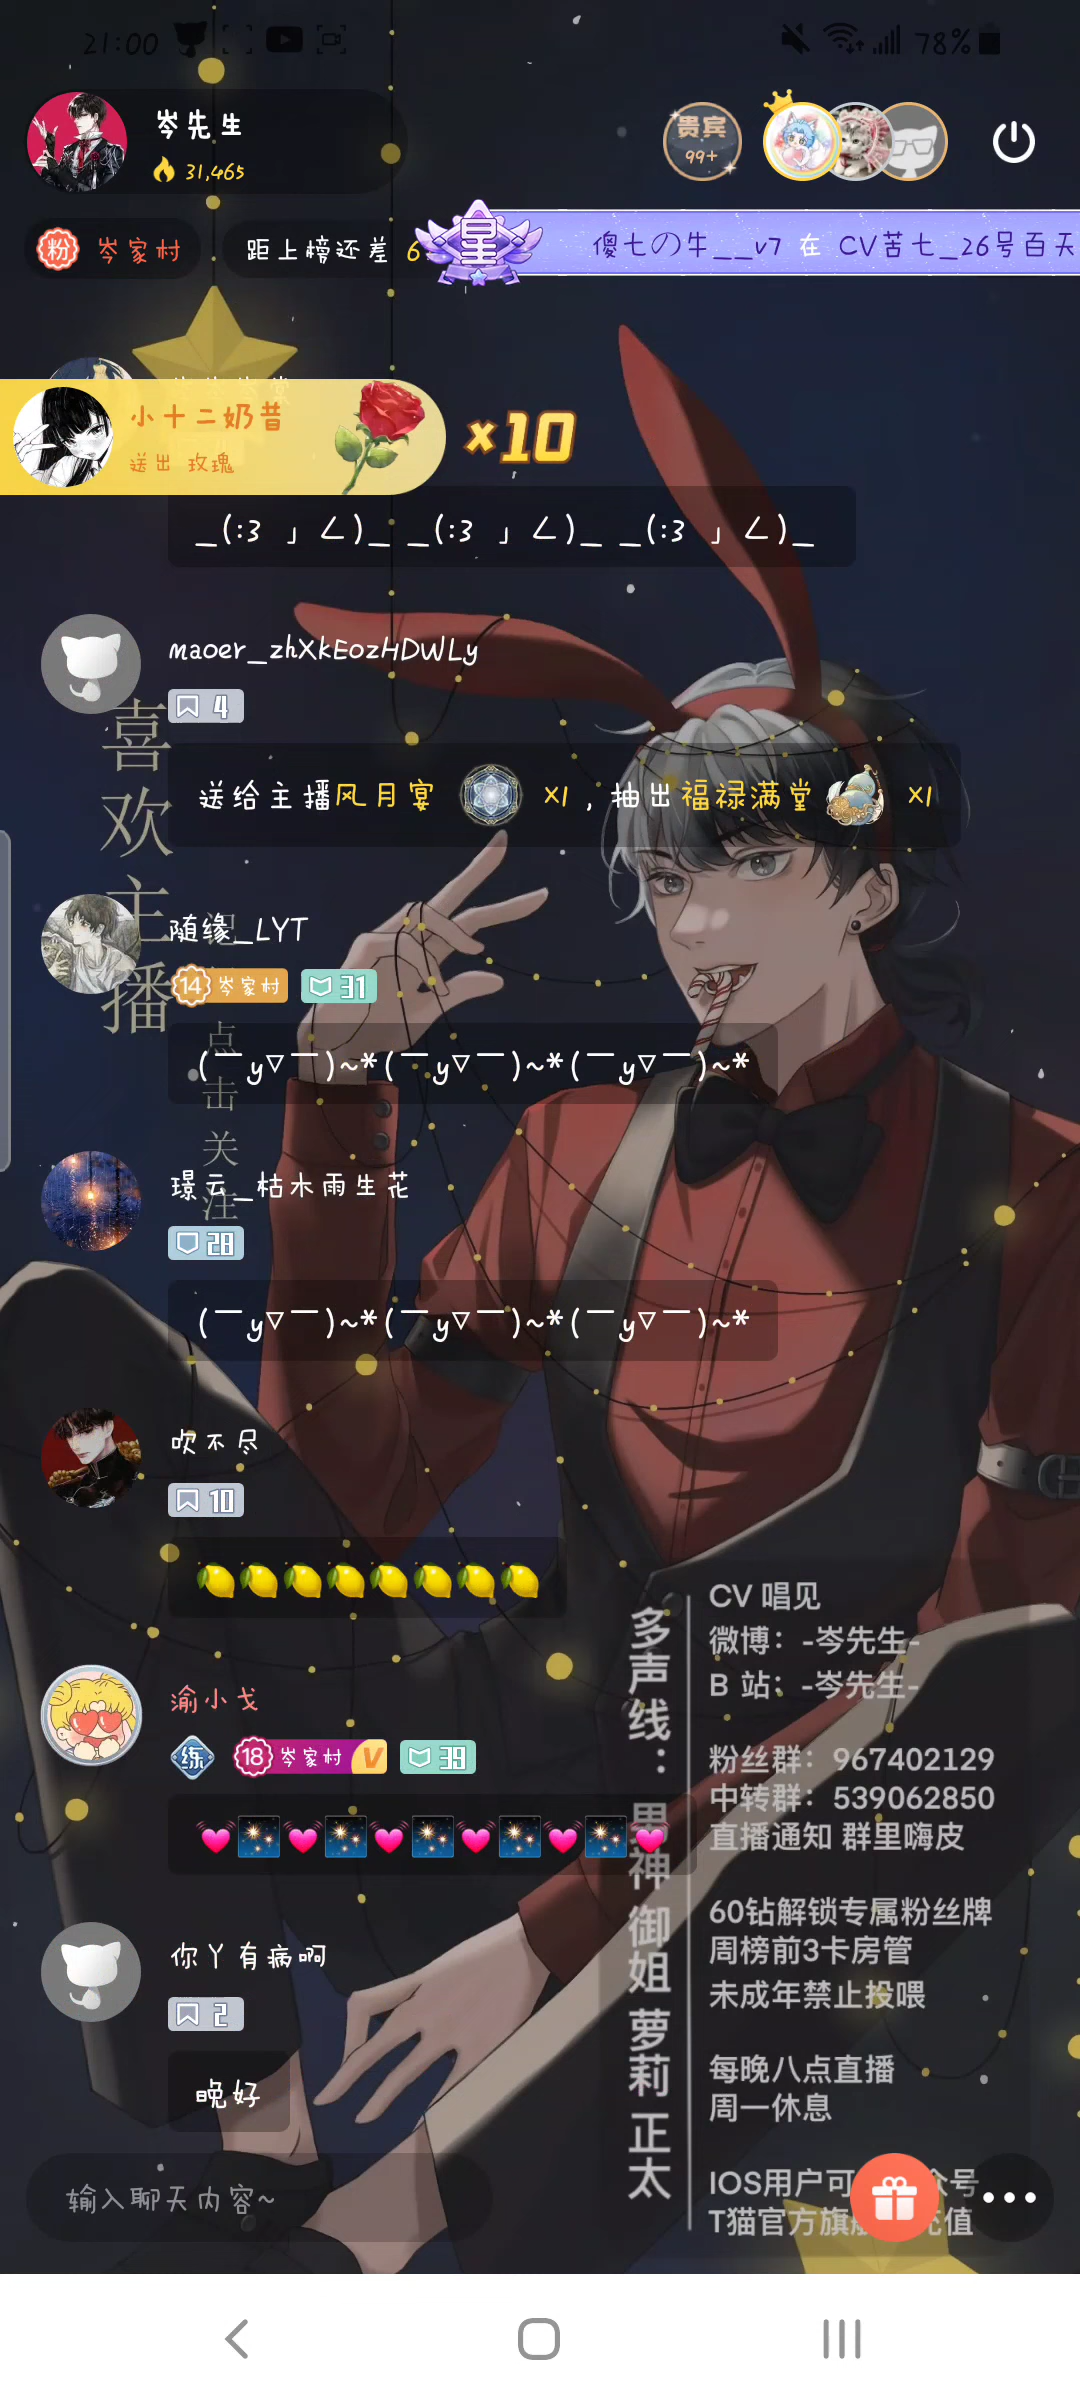 21:00
78%
岑先生
31,465
贵宾
99+
粉 岑家村
距上榜还差 6
皇
傻七の牛__v7 在 CV苦七_26号百天
小十二奶昔
送出 玫瑰
×10
_(:3 」∠)_ _(:3 」∠)_ _(:3 」∠)_
maoer_zhXkEozHDWLy
4
送给主播风月宴 X1 , 抽出福禄满堂 X1
喜欢主播
点击关注
随缘_LYT
14 岑家村 31
(￣y▽￣)~*(￣y▽￣)~*(￣y▽￣)~*
璟云_枯木雨生花
28
(￣y▽￣)~*(￣y▽￣)~*(￣y▽￣)~*
吹不尽
10
🍋🍋🍋🍋🍋🍋🍋🍋
渝小戈
练 18 岑家村 V 39
💓🎇💓🎇💓🎇💓🎇💓🎇💓
你丫有病啊
2
晚好
输入聊天内容~
多声线：男神 御姐 萝莉 正太
CV 唱见
微博：-岑先生-
B 站：-岑先生-
粉丝群：967402129
中转群：539062850
直播通知 群里嗨皮
60钻解锁专属粉丝牌
周榜前3卡房管
未成年禁止投喂
每晚八点直播
周一休息
IOS用户可 众号
T猫官方旗 充值